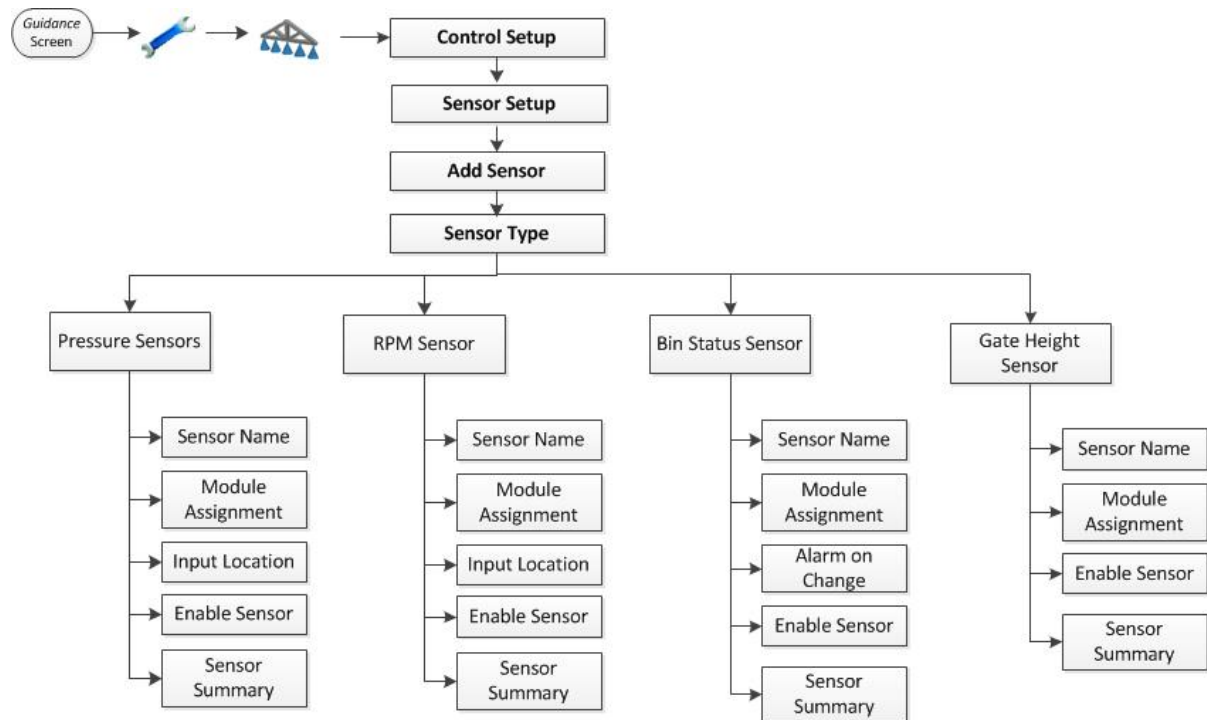 Guidance
Screen
Control Setup
Sensor Setup
Add Sensor
Sensor Type
Pressure Sensors
Sensor Name
Module
Assignment
Input Location
Enable Sensor
Sensor
Summary
RPM Sensor
Sensor Name
Module
Assignment
Input Location
Enable Sensor
Sensor
Summary
Bin Status Sensor
Sensor Name
Module
Assignment
Alarm on
Change
Enable Sensor
Sensor
Summary
Gate Height
Sensor
Sensor Name
Module
Assignment
Enable Sensor
Sensor
Summary